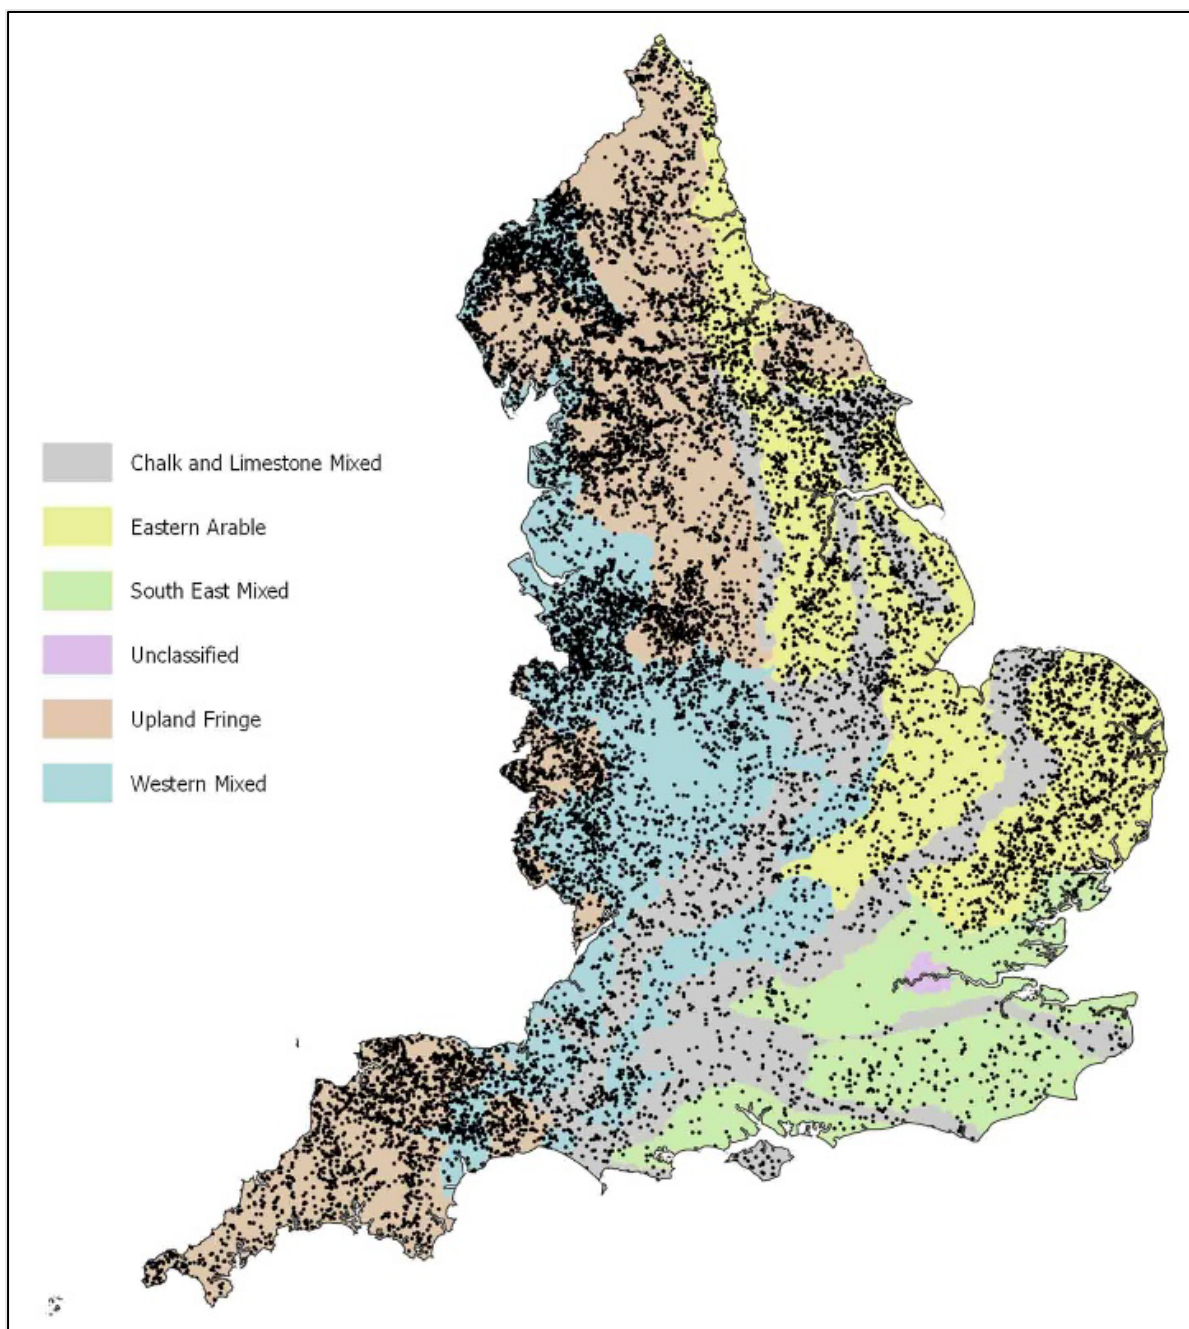 Chalk and Limestone Mixed
Eastern Arable
South East Mixed
Unclassified
Upland Fringe
Western Mixed